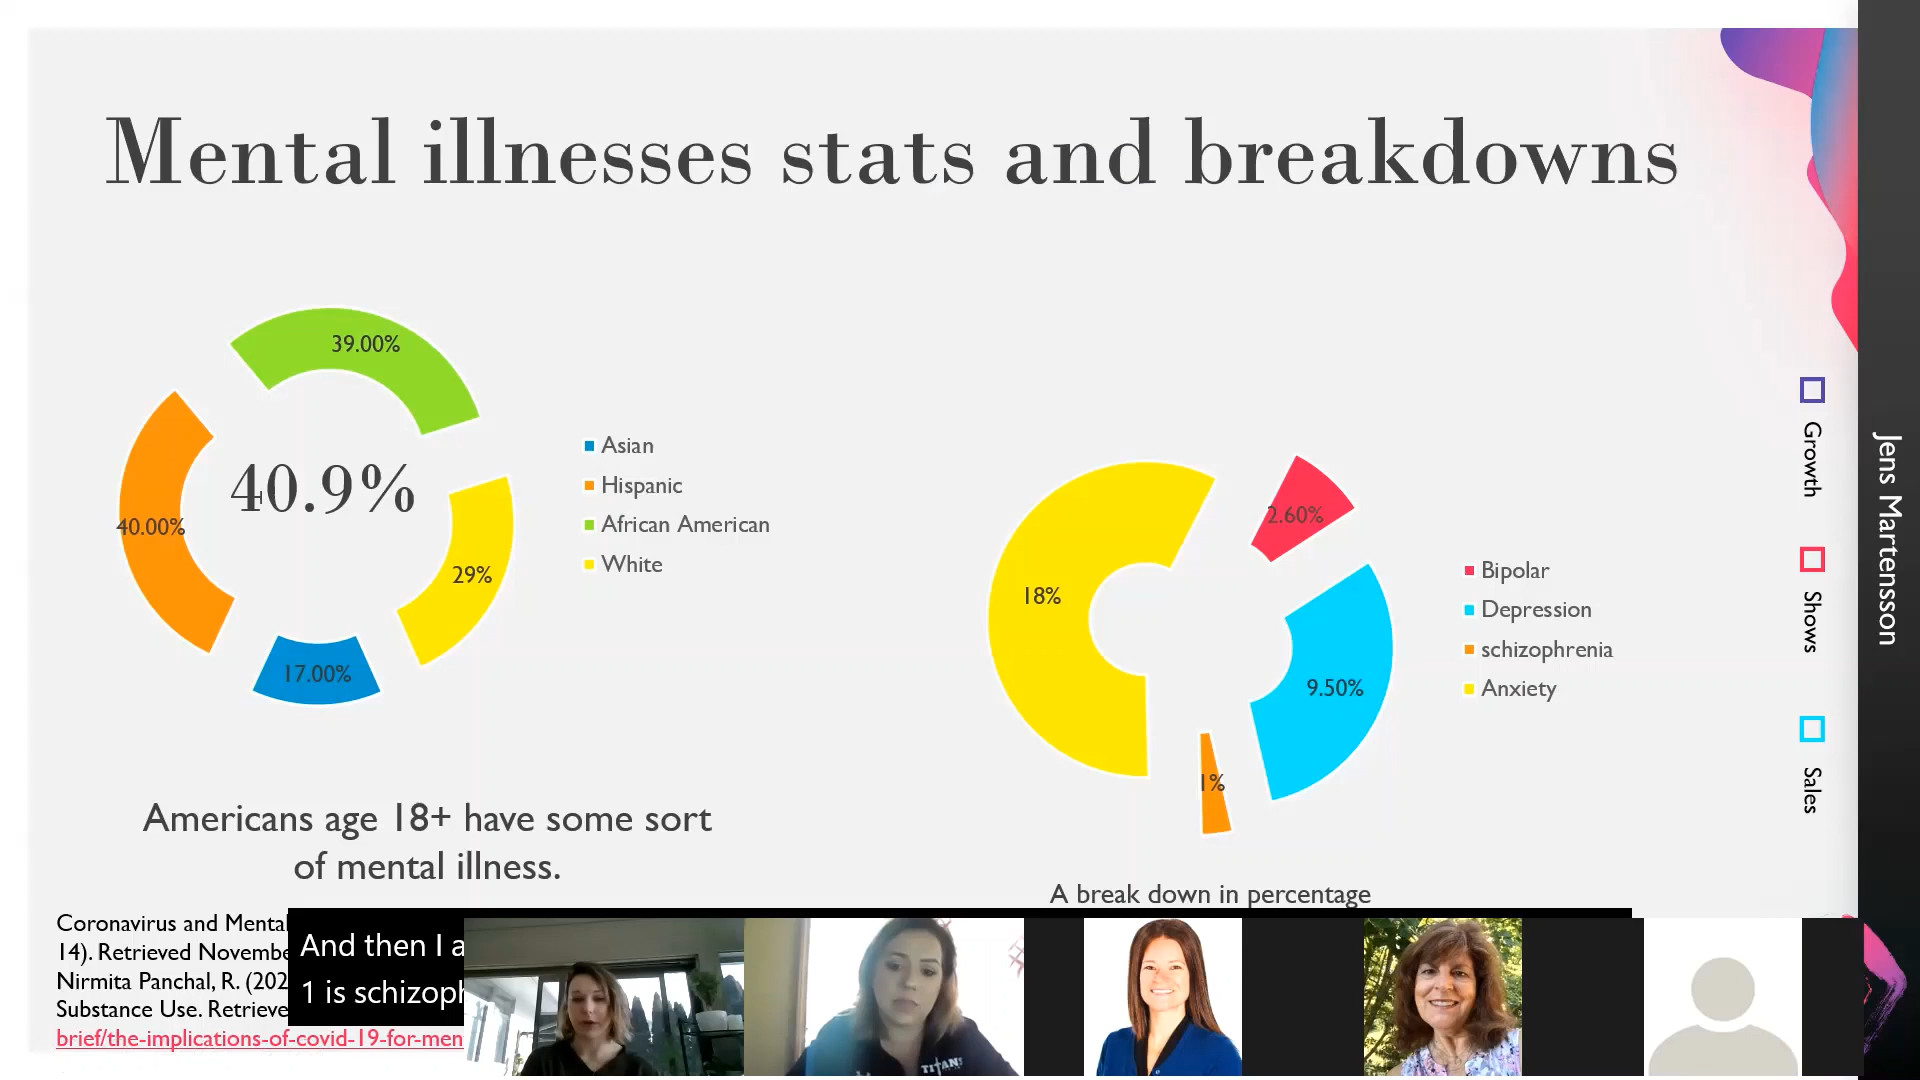 Mental illnesses stats and breakdowns
39.00%
40.00%
40.9%
29%
17.00%
Asian
Hispanic
African American
White
Americans age 18+ have some sort
of mental illness.
18%
2.60%
9.50%
1%
Bipolar
Depression
schizophrenia
Anxiety
A break down in percentage
Growth
Shows
Sales
Jens Martensson
Coronavirus and Mental
14). Retrieved
Nirmita Panchal, R. (202
Substance Use.
brief/the-implications-of-covid-19-for-men
And then I a
1 is
TITANS